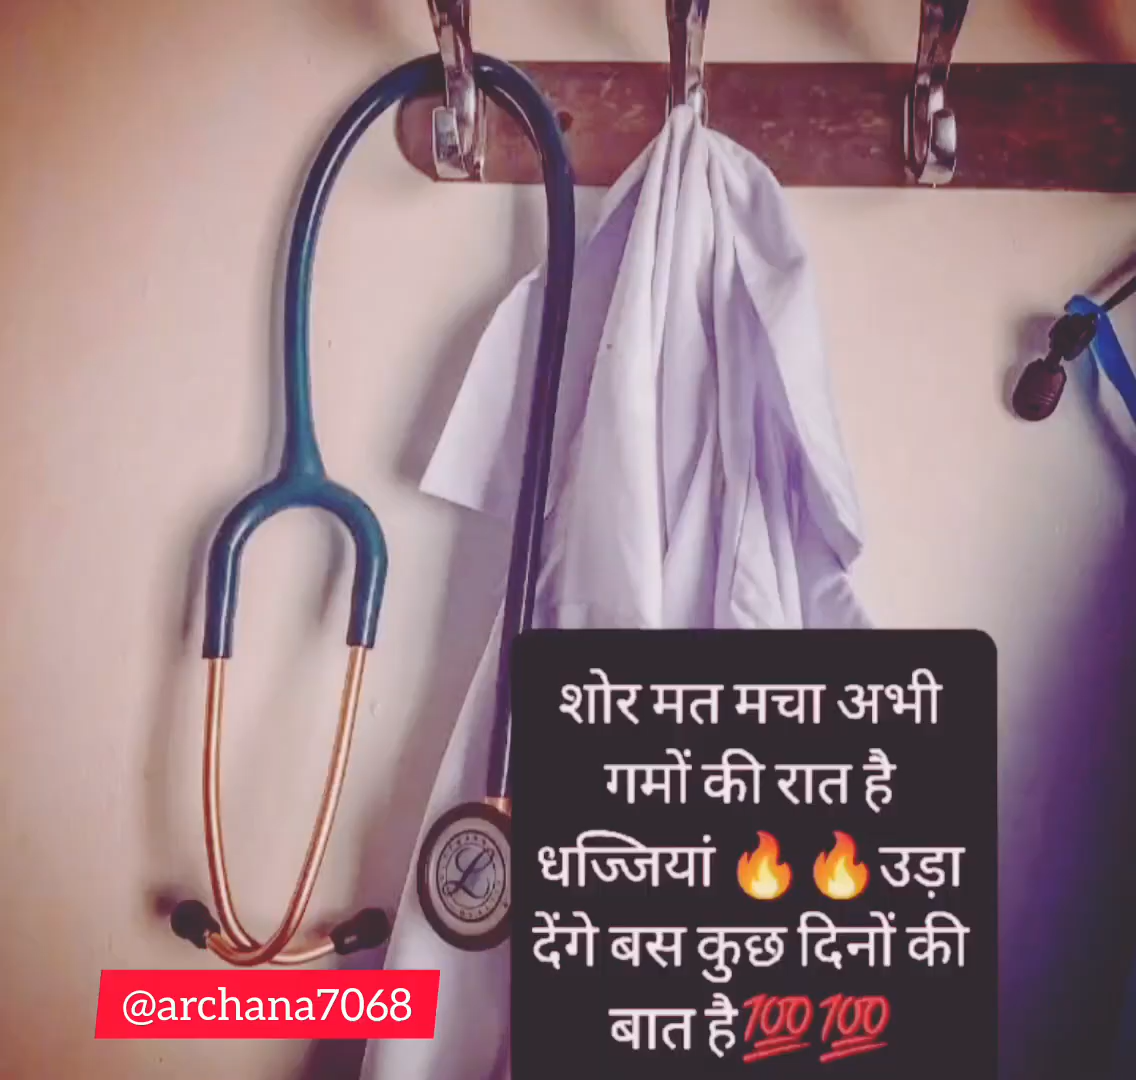 शोर मत मचा अभी
गमों की रात है
धज्जियां 🔥🔥उड़ा
देंगे बस कुछ दिनों की
बात है💯💯
@archana7068